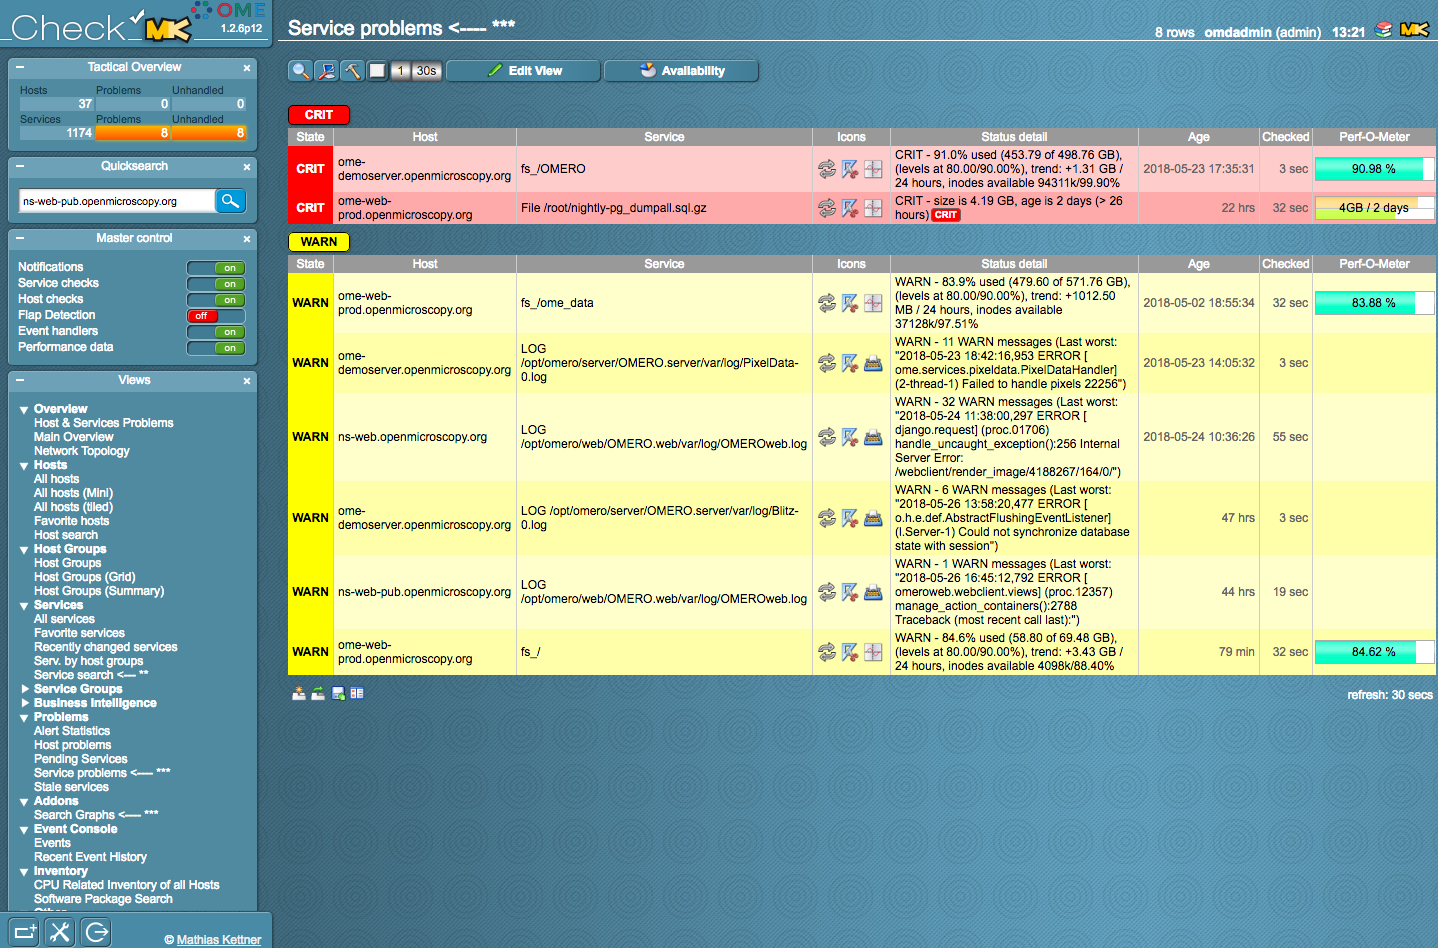 Check
MK
OME
1.2.6p12
Tactical Overview
Hosts Problems Unhandled
37 0 0
Services Problems Unhandled
1174 8 8
Quicksearch
ns-web-pub.openmicroscopy.org
Master control
Notifications on
Service checks on
Host checks on
Flap Detection off
Event handlers on
Performance data on
Views
Overview
Host & Services Problems
Main Overview
Network Topology
Hosts
All hosts
All hosts (Mini)
All hosts (tiled)
Favorite hosts
Host search
Host Groups
Host Groups
Host Groups (Grid)
Host Groups (Summary)
Services
All services
Favorite services
Recently changed services
Serv. by host groups
Service search <--- **
Service Groups
Business Intelligence
Problems
Alert Statistics
Host problems
Pending Services
Service problems <---- ***
Stale services
Addons
Search Graphs <---- ***
Event Console
Events
Recent Event History
Inventory
CPU Related Inventory of all Hosts
Software Package Search
© Mathias Kettner
Service problems <---- ***
8 rows omdadmin (admin) 13:21 MK
1 30s Edit View Availability
CRIT
State Host Service Icons Status detail Age Checked Perf-O-Meter
CRIT ome-demoserver.openmicroscopy.org fs_/OMERO CRIT - 91.0% used (453.79 of 498.76 GB), (levels at 80.00/90.00%), trend: +1.31 GB / 24 hours, inodes available 94311k/99.90% 2018-05-23 17:35:31 3 sec 90.98 %
CRIT ome-web-prod.openmicroscopy.org File /root/nightly-pg_dumpall.sql.gz CRIT - size is 4.19 GB, age is 2 days (> 26 hours) CRIT 22 hrs 32 sec 4GB / 2 days
WARN
State Host Service Icons Status detail Age Checked Perf-O-Meter
WARN ome-web-prod.openmicroscopy.org fs_/ome_data WARN - 83.9% used (479.60 of 571.76 GB), (levels at 80.00/90.00%), trend: +1012.50 MB / 24 hours, inodes available 37128k/97.51% 2018-05-02 18:55:34 32 sec 83.88 %
WARN ome-demoserver.openmicroscopy.org LOG /opt/omero/server/OMERO.server/var/log/PixelData-0.log WARN - 11 WARN messages (Last worst: "2018-05-23 18:42:16,953 ERROR [ ome.services.pixeldata.PixelDataHandler] (2-thread-1) Failed to handle pixels 22256") 2018-05-23 14:05:32 3 sec
WARN ns-web.openmicroscopy.org LOG /opt/omero/web/OMERO.web/var/log/OMEROweb.log WARN - 32 WARN messages (Last worst: "2018-05-24 11:38:00,297 ERROR [ django.request] (proc.01706) handle_uncaught_exception():256 Internal Server Error: /webclient/render_image/4188267/164/0/") 2018-05-24 10:36:26 55 sec
WARN ome-demoserver.openmicroscopy.org LOG /opt/omero/server/OMERO.server/var/log/Blitz-0.log WARN - 6 WARN messages (Last worst: "2018-05-26 13:58:20,477 ERROR [ o.h.e.def.AbstractFlushingEventListener] (l.Server-1) Could not synchronize database state with session") 47 hrs 3 sec
WARN ns-web-pub.openmicroscopy.org LOG /opt/omero/web/OMERO.web/var/log/OMEROweb.log WARN - 1 WARN messages (Last worst: "2018-05-26 16:45:12,792 ERROR [ omeroweb.webclient.views] (proc.12357) manage_action_containers():2788 Traceback (most recent call last):") 44 hrs 19 sec
WARN ome-web-prod.openmicroscopy.org fs_/ WARN - 84.6% used (58.80 of 69.48 GB), (levels at 80.00/90.00%), trend: +3.43 GB / 24 hours, inodes available 4098k/88.40% 79 min 32 sec 84.62 %
refresh: 30 secs